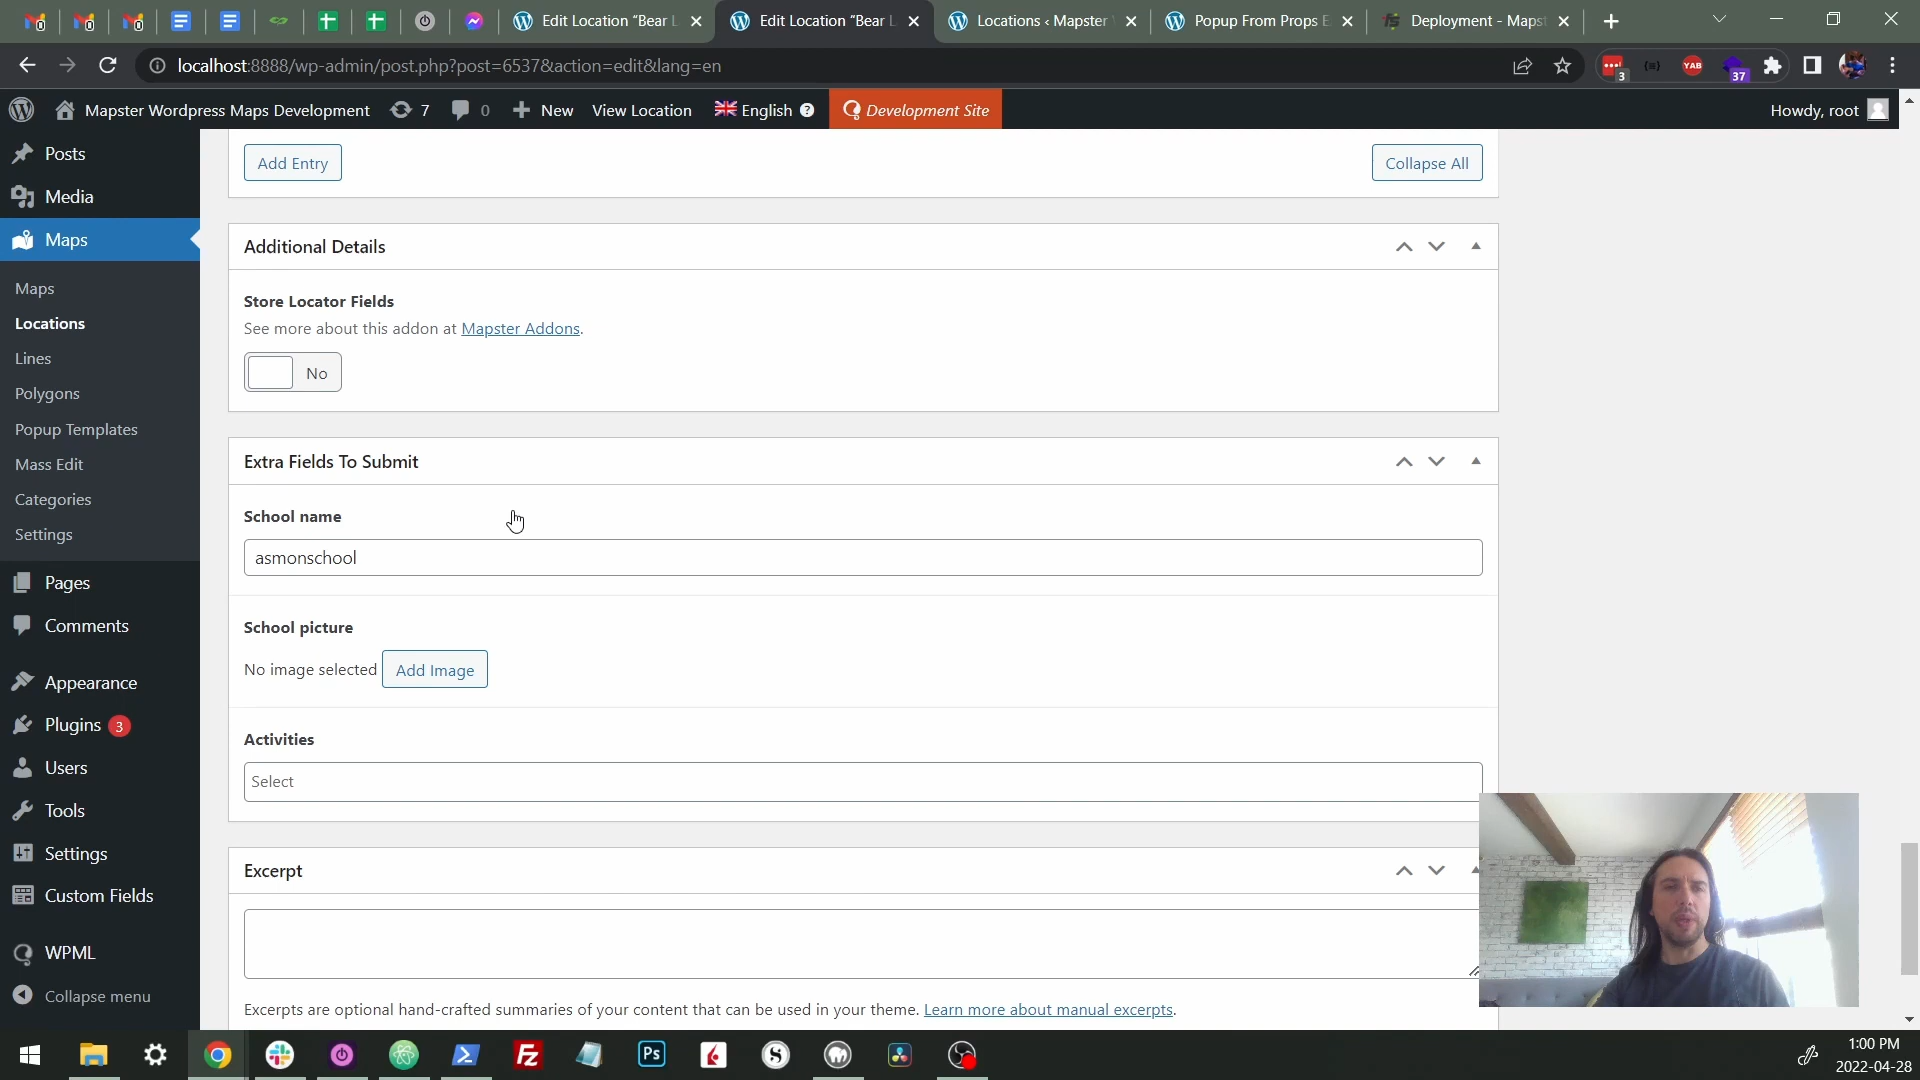 Edit Location "Bear L
Edit Location "Bear L
Locations ‹ Mapster
Popup From Props E
Deployment - Mapst
localhost:8888/wp-admin/post.php?post=6537&action=edit&lang=en
3
YAB
37
Mapster Wordpress Maps Development
7
0
New
View Location
English
Development Site
Howdy, root
Posts
Media
Maps
Maps
Locations
Lines
Polygons
Popup Templates
Mass Edit
Categories
Settings
Pages
Comments
Appearance
Plugins 3
Users
Tools
Settings
Custom Fields
WPML
Collapse menu
Add Entry
Collapse All
Additional Details
Store Locator Fields
See more about this addon at Mapster Addons.
No
Extra Fields To Submit
School name
asmonschool
School picture
No image selected Add Image
Activities
Select
Excerpt
Excerpts are optional hand-crafted summaries of your content that can be used in your theme. Learn more about manual excerpts.
Fz
Ps
1:00 PM
2022-04-28